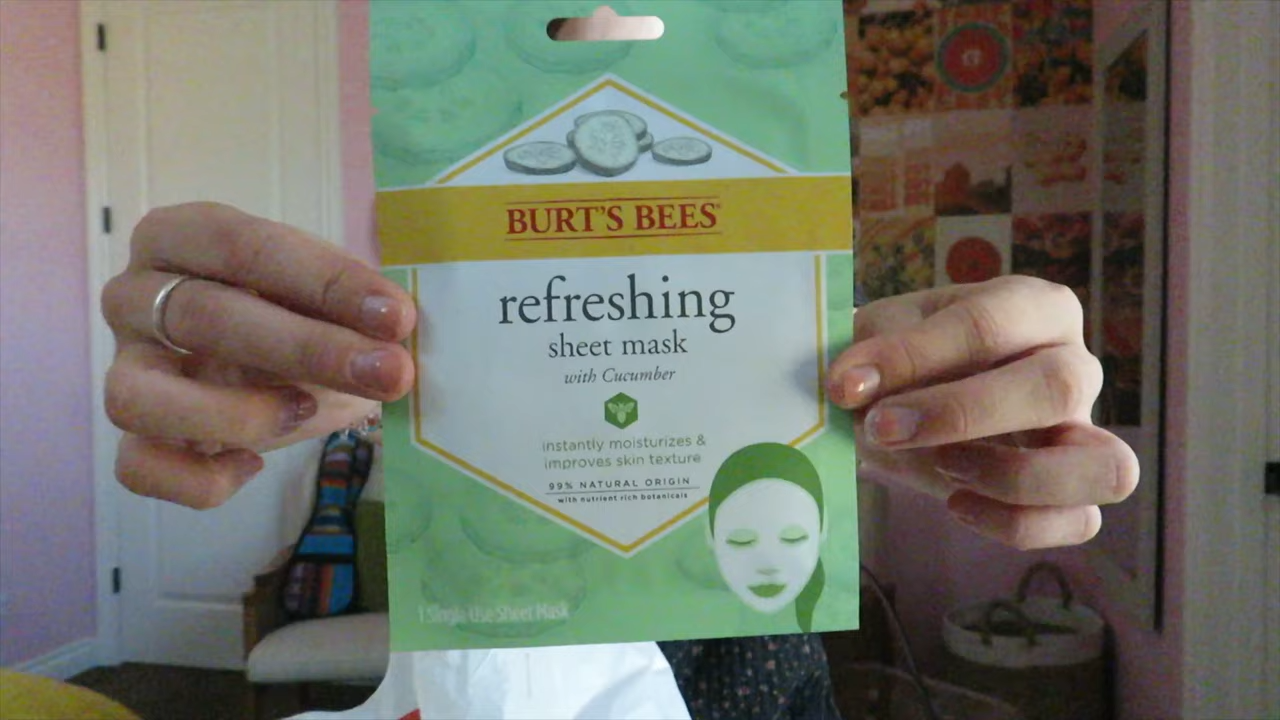 BURT'S BEES®
refreshing
sheet mask
with Cucumber
instantly moisturizes &
improves skin texture
99% NATURAL ORIGIN
with nutrient rich botanicals
1 Single Use Sheet Mask